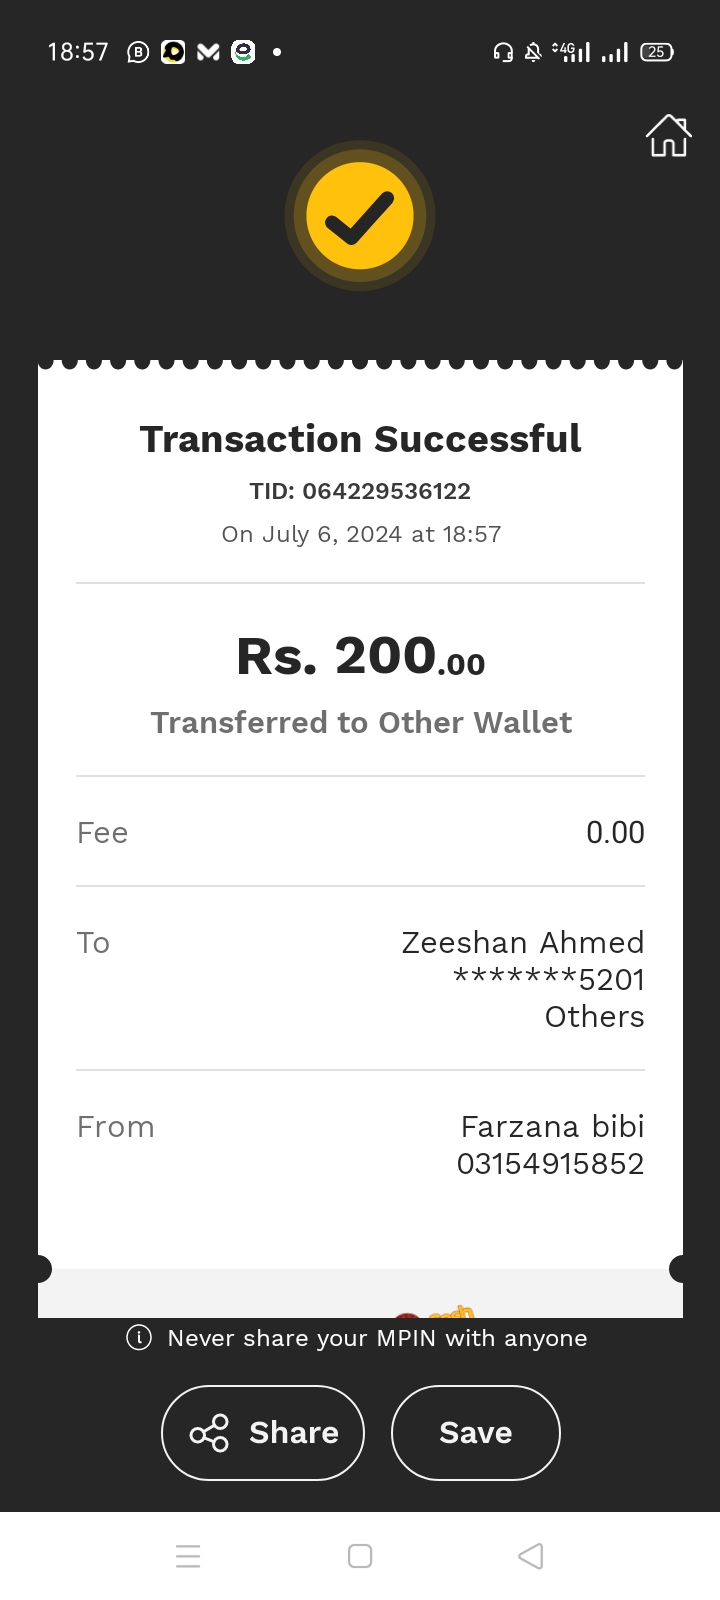 18:57
4G
25
Transaction Successful
TID: 064229536122
On July 6, 2024 at 18:57
Rs. 200.00
Transferred to Other Wallet
Fee 0.00
To Zeeshan Ahmed
*******5201
Others
From Farzana bibi
03154915852
cash
Never share your MPIN with anyone
Share Save